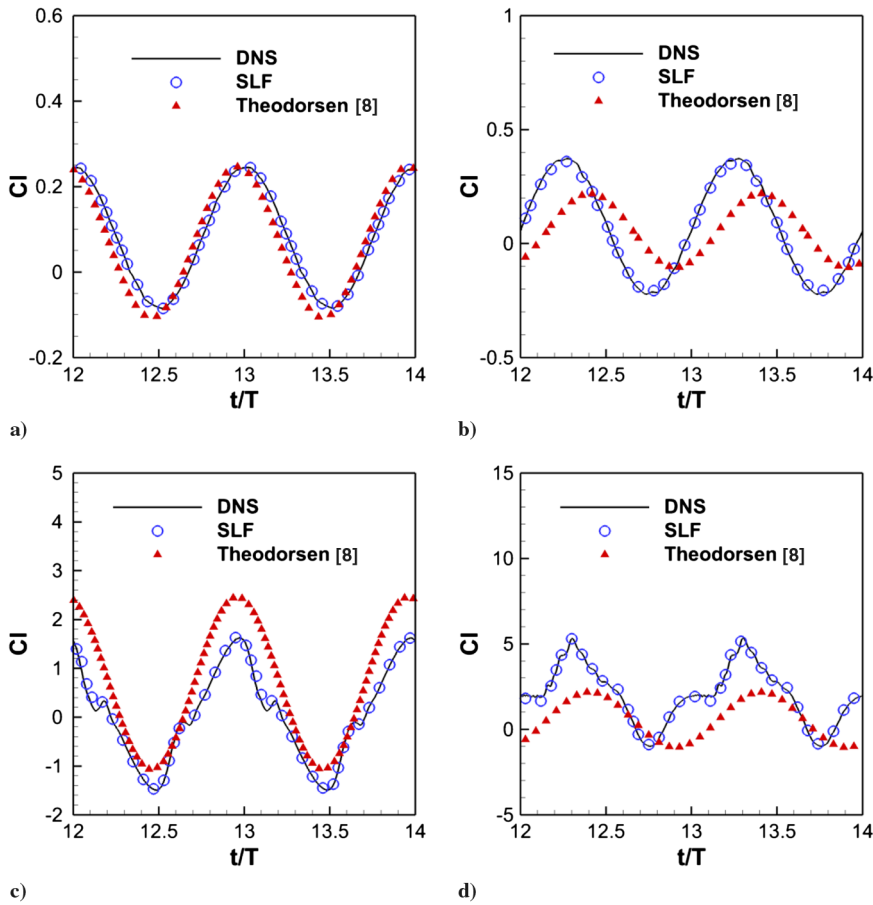 0.6
0.4
0.2
0
-0.2
Cl
DNS
SLF
Theodorsen [8]
12 12.5 13 13.5 14
t/T
a)
1
0.5
0
-0.5
Cl
DNS
SLF
Theodorsen [8]
12 12.5 13 13.5 14
t/T
b)
5
4
3
2
1
0
-1
-2
Cl
DNS
SLF
Theodorsen [8]
12 12.5 13 13.5 14
t/T
c)
15
10
5
0
-5
Cl
DNS
SLF
Theodorsen [8]
12 12.5 13 13.5 14
t/T
d)